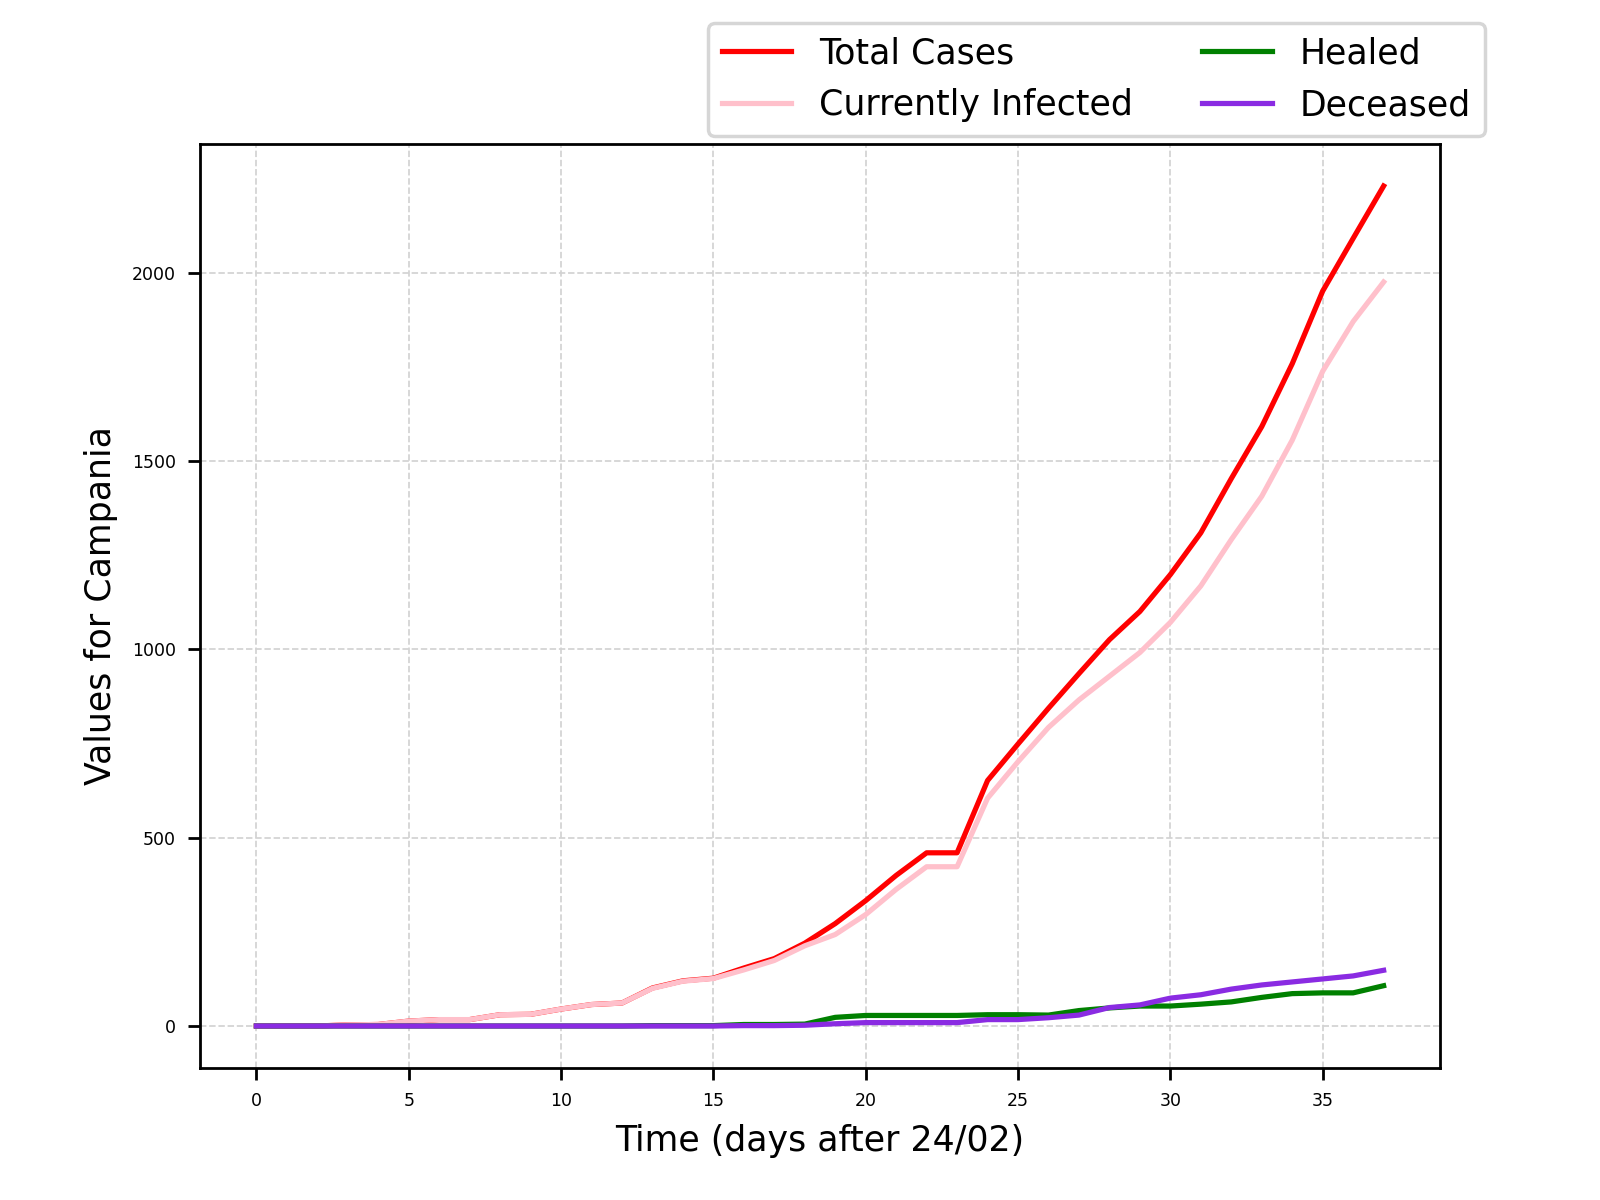 Total Cases
Currently Infected
Healed
Deceased
Values for Campania
2000
1500
1000
500
0
0 5 10 15 20 25 30 35
Time (days after 24/02)